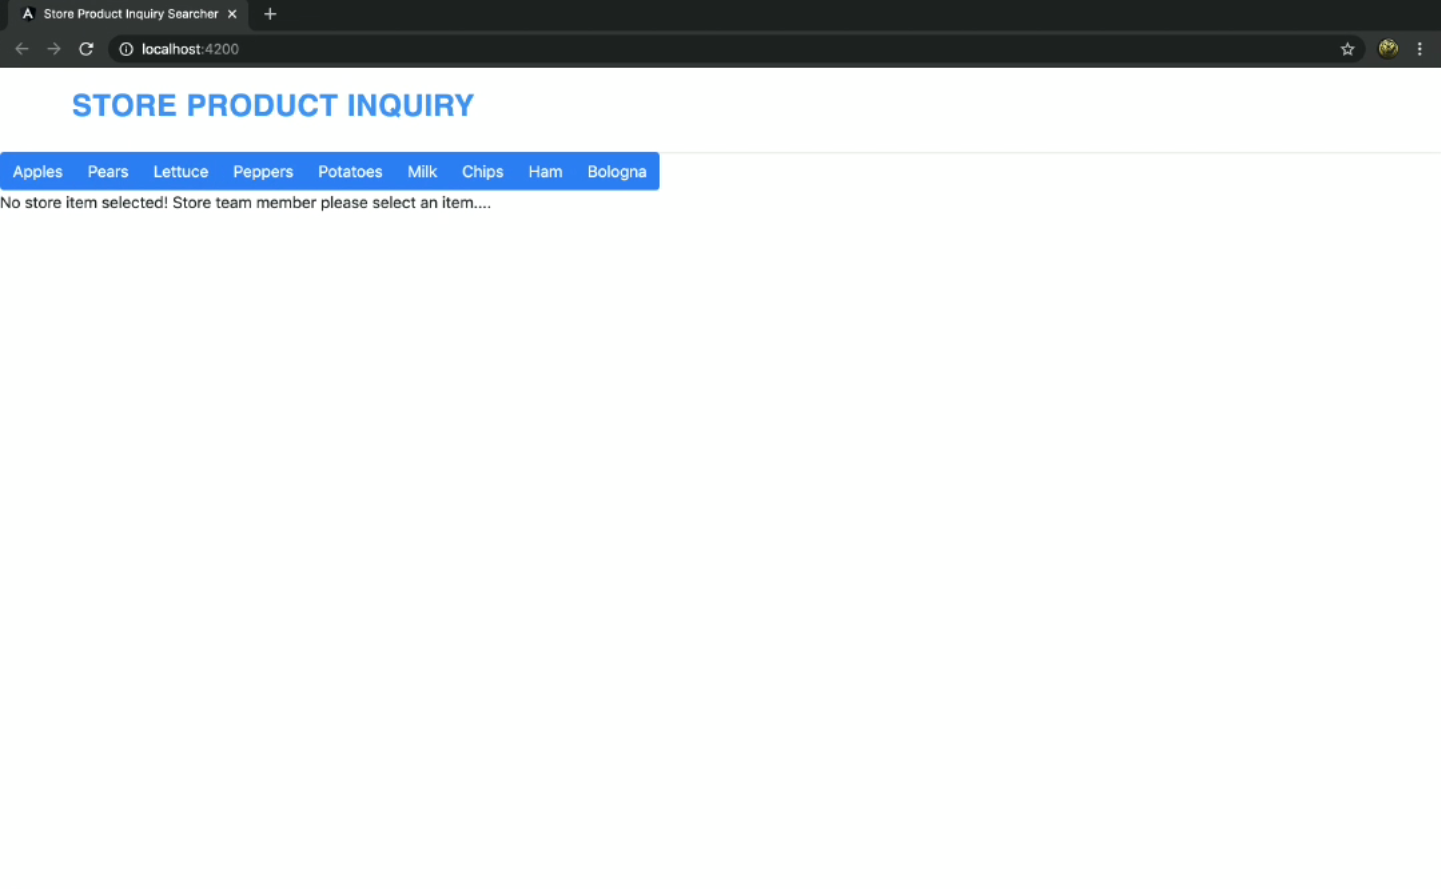 Store Product Inquiry Searcher
localhost:4200
STORE PRODUCT INQUIRY
Apples Pears Lettuce Peppers Potatoes Milk Chips Ham Bologna
No store item selected! Store team member please select an item....